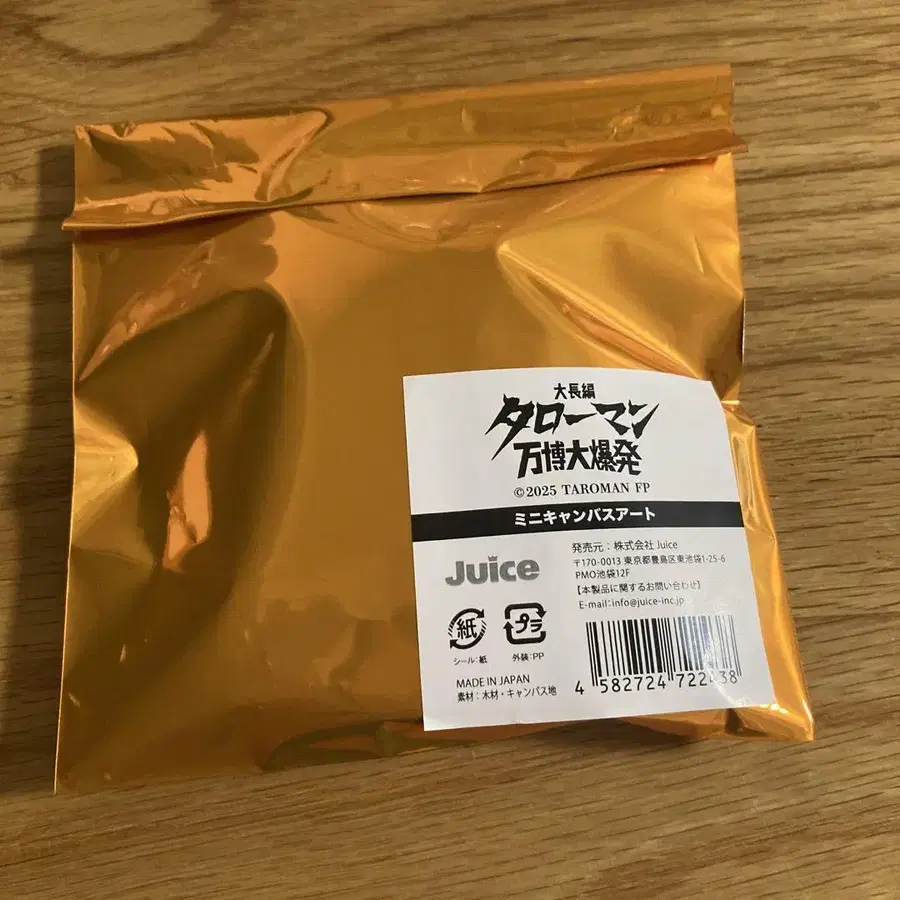 大長編
タローマン
万博大爆発
©2025 TAROMAN FP
ミニキャンバスアート
Juice
発売元：株式会社 Juice
〒170-0013 東京都豊島区東池袋1-25-6
PMO池袋12F
【本製品に関するお問い合わせ】
E-mail：info@juice-inc.jp
紙
プラ
シール：紙
外装：PP
MADE IN JAPAN
素材：木材・キャンバス地
4 582724 722438